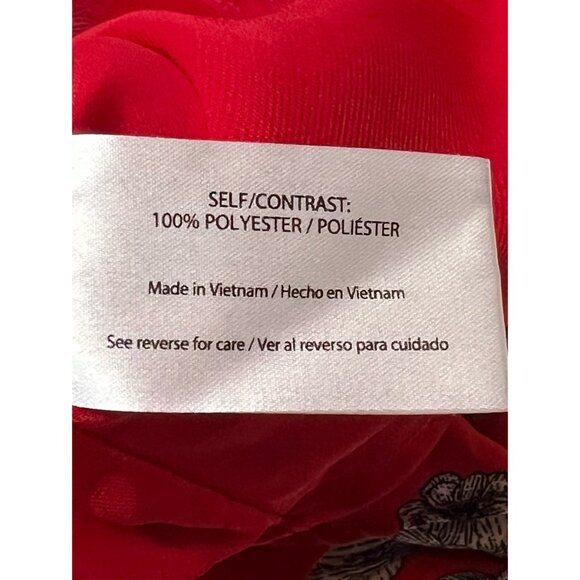 SELF/CONTRAST:
100% POLYESTER / POLIÉSTER
Made in Vietnam / Hecho en Vietnam
See reverse for care / Ver al reverso para cuidado